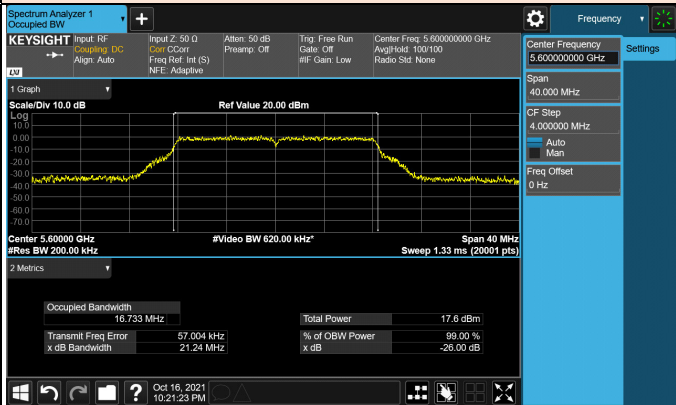 Spectrum Analyzer 1
Occupied BW
Frequency
KEYSIGHT
Input: RF
Coupling: DC
Align: Auto
Input Z: 50 Ω
Corr CCorr
Freq Ref: Int (S)
NFE: Adaptive
Atten: 50 dB
Preamp: Off
Trig: Free Run
Gate: Off
#IF Gain: Low
Center Freq: 5.600000000 GHz
Avg|Hold: 100/100
Radio Std: None
LXI
Center Frequency
5.600000000 GHz
Settings
Span
40.000 MHz
CF Step
4.000000 MHz
Auto
Man
Freq Offset
0 Hz
1 Graph
Scale/Div 10.0 dB
Ref Value 20.00 dBm
Log
10.0
0.00
-10.0
-20.0
-30.0
-40.0
-50.0
-60.0
-70.0
Center 5.60000 GHz
#Video BW 620.00 kHz*
Span 40 MHz
#Res BW 200.00 kHz
Sweep 1.33 ms (20001 pts)
2 Metrics
Occupied Bandwidth
16.733 MHz
Total Power 17.6 dBm
Transmit Freq Error 57.004 kHz
% of OBW Power 99.00 %
x dB Bandwidth 21.24 MHz
x dB -26.00 dB
?
Oct 16, 2021
10:21:23 PM